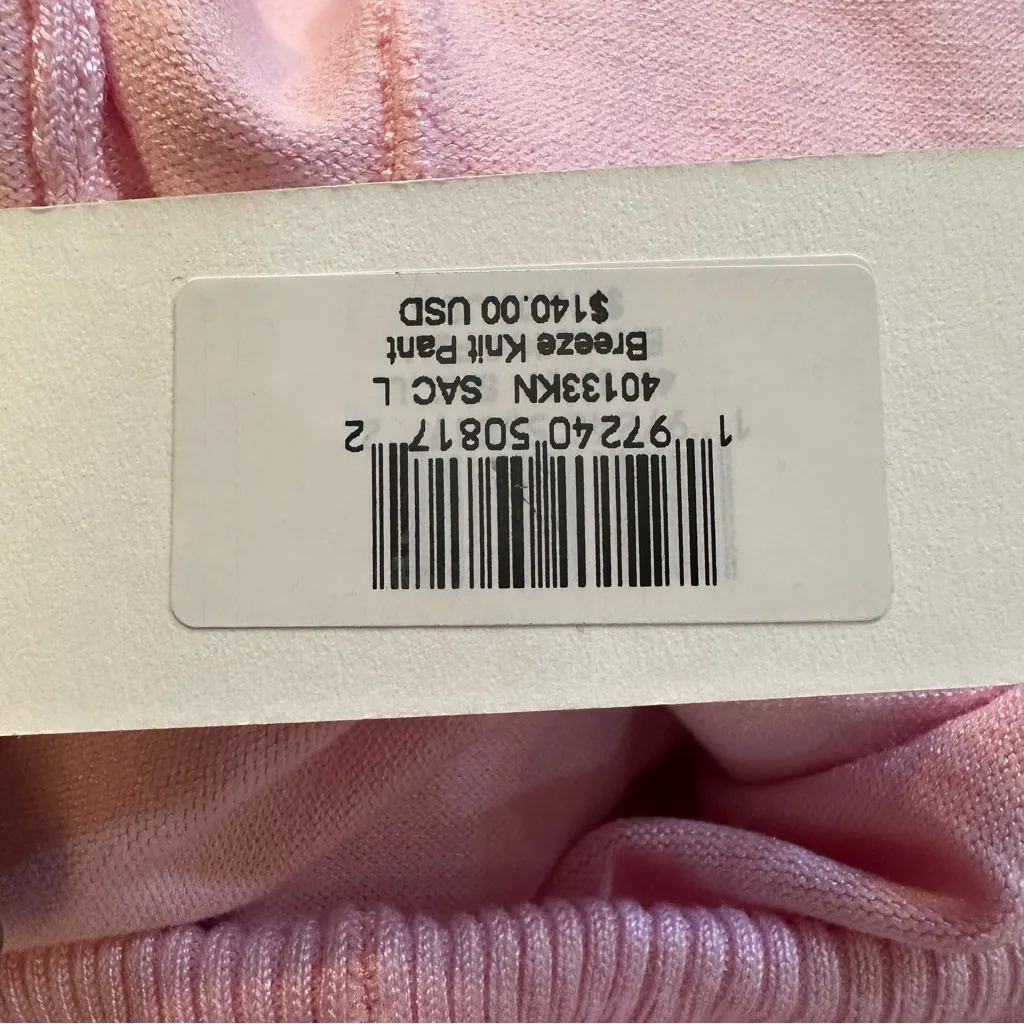 1 97240 50817 2
40133KN SAC L
Breeze Knit Pant
$140.00 USD